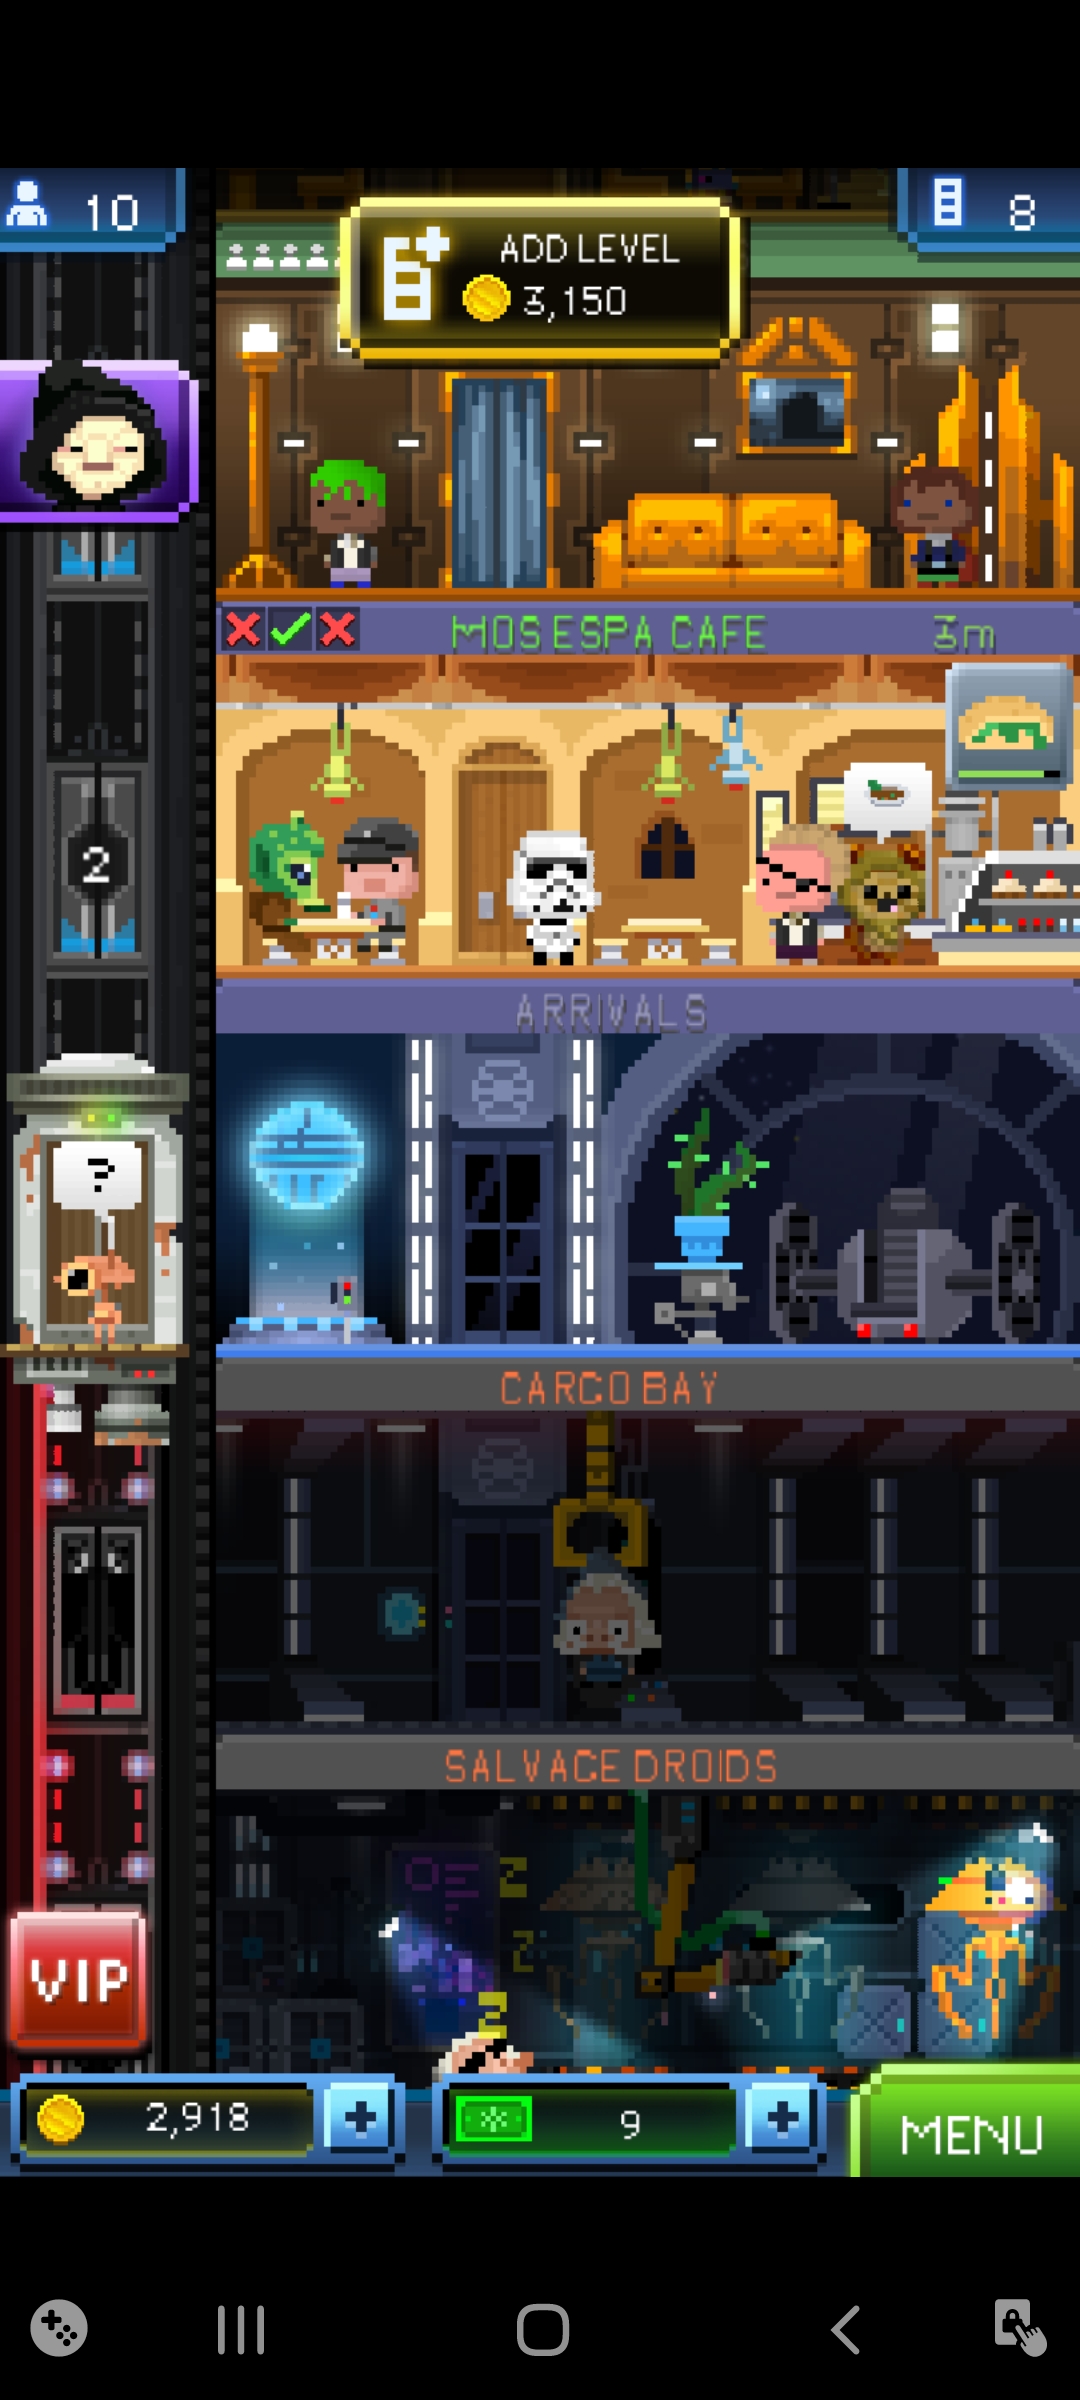 10
ADD LEVEL
3,150
8
MOS ESPA CAFE
3m
2
ARRIVALS
?
CARGO BAY
SALVAGE DROIDS
Z
Z
Z
VIP
2,918
+
9
+
MENU